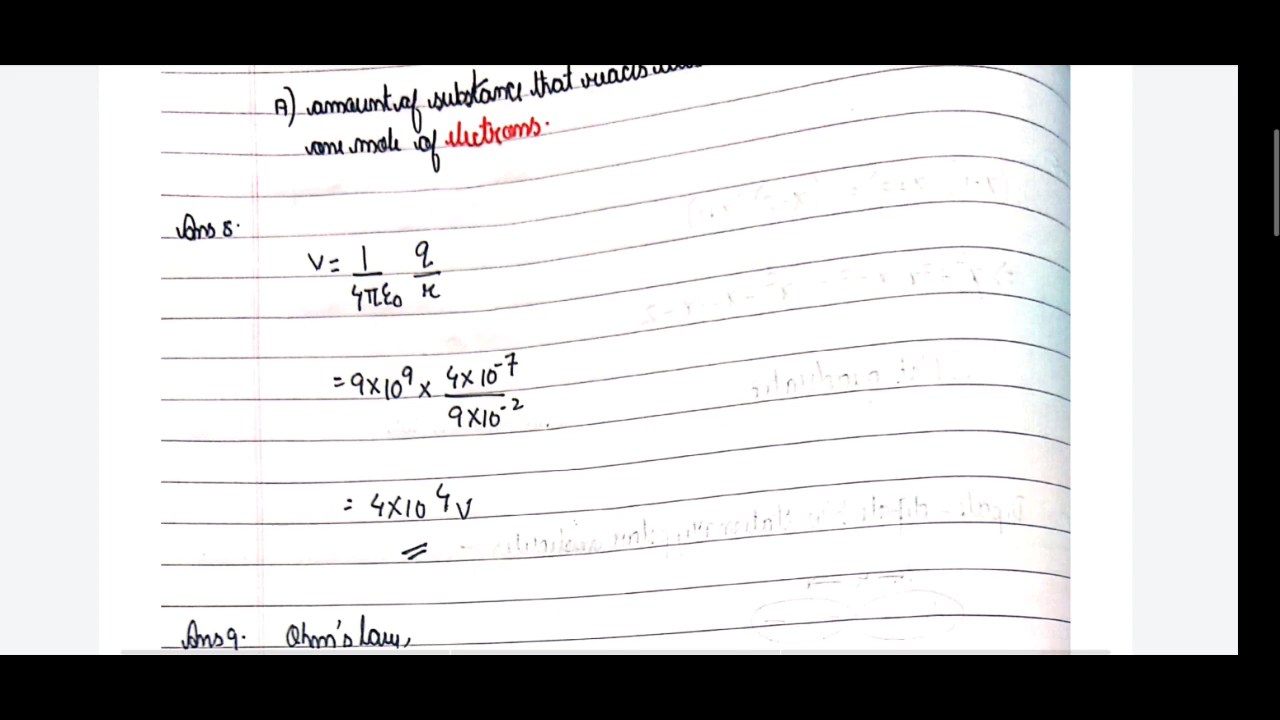 A) amount of substance that reacts
one mole of electrons.
Ans 8.
V = 1/4πε₀ q/r
= 9×10⁹ × 4×10⁻⁷/9×10⁻²
= 4×10⁴ V
Ans 9. Ohm's law,